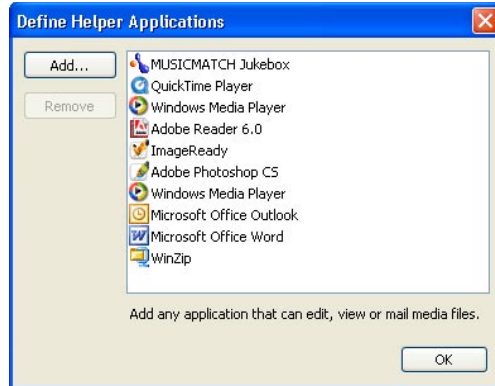 Define Helper Applications
Add...
Remove
MUSICMATCH Jukebox
QuickTime Player
Windows Media Player
Adobe Reader 6.0
ImageReady
Adobe Photoshop CS
Windows Media Player
Microsoft Office Outlook
Microsoft Office Word
WinZip
Add any application that can edit, view or mail media files.
OK